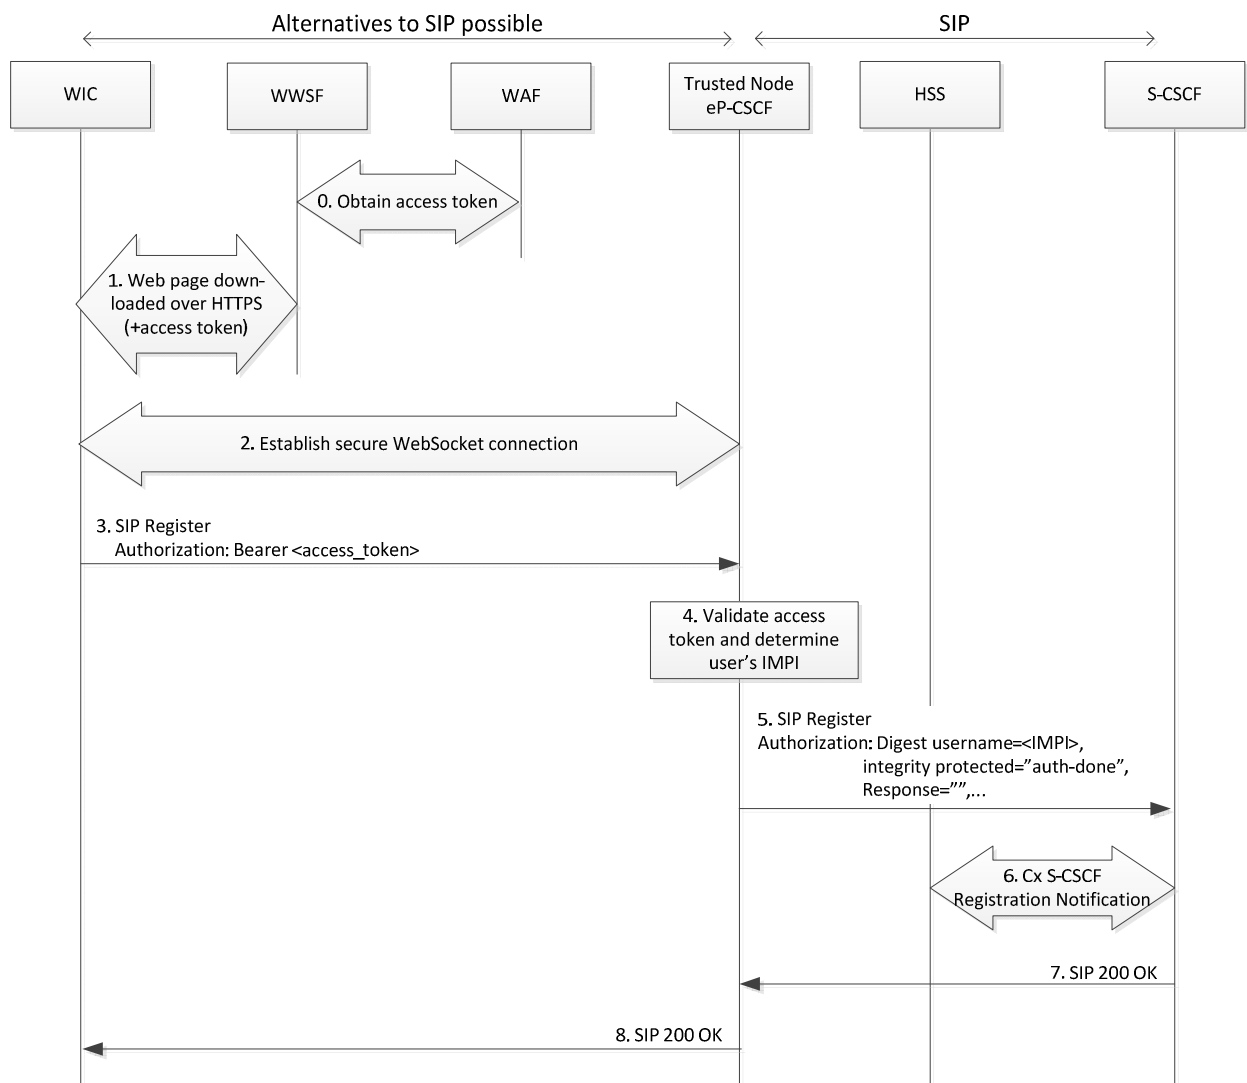 Alternatives to SIP possible
SIP
WIC
WWSF
WAF
Trusted Node
eP-CSCF
HSS
S-CSCF
0. Obtain access token
1. Web page down-
loaded over HTTPS
(+access token)
2. Establish secure WebSocket connection
3. SIP Register
Authorization: Bearer <access_token>
4. Validate access
token and determine
user’s IMPI
5. SIP Register
Authorization: Digest username=<IMPI>,
integrity protected=”auth-done”,
Response=””,...
6. Cx S-CSCF
Registration Notification
7. SIP 200 OK
8. SIP 200 OK